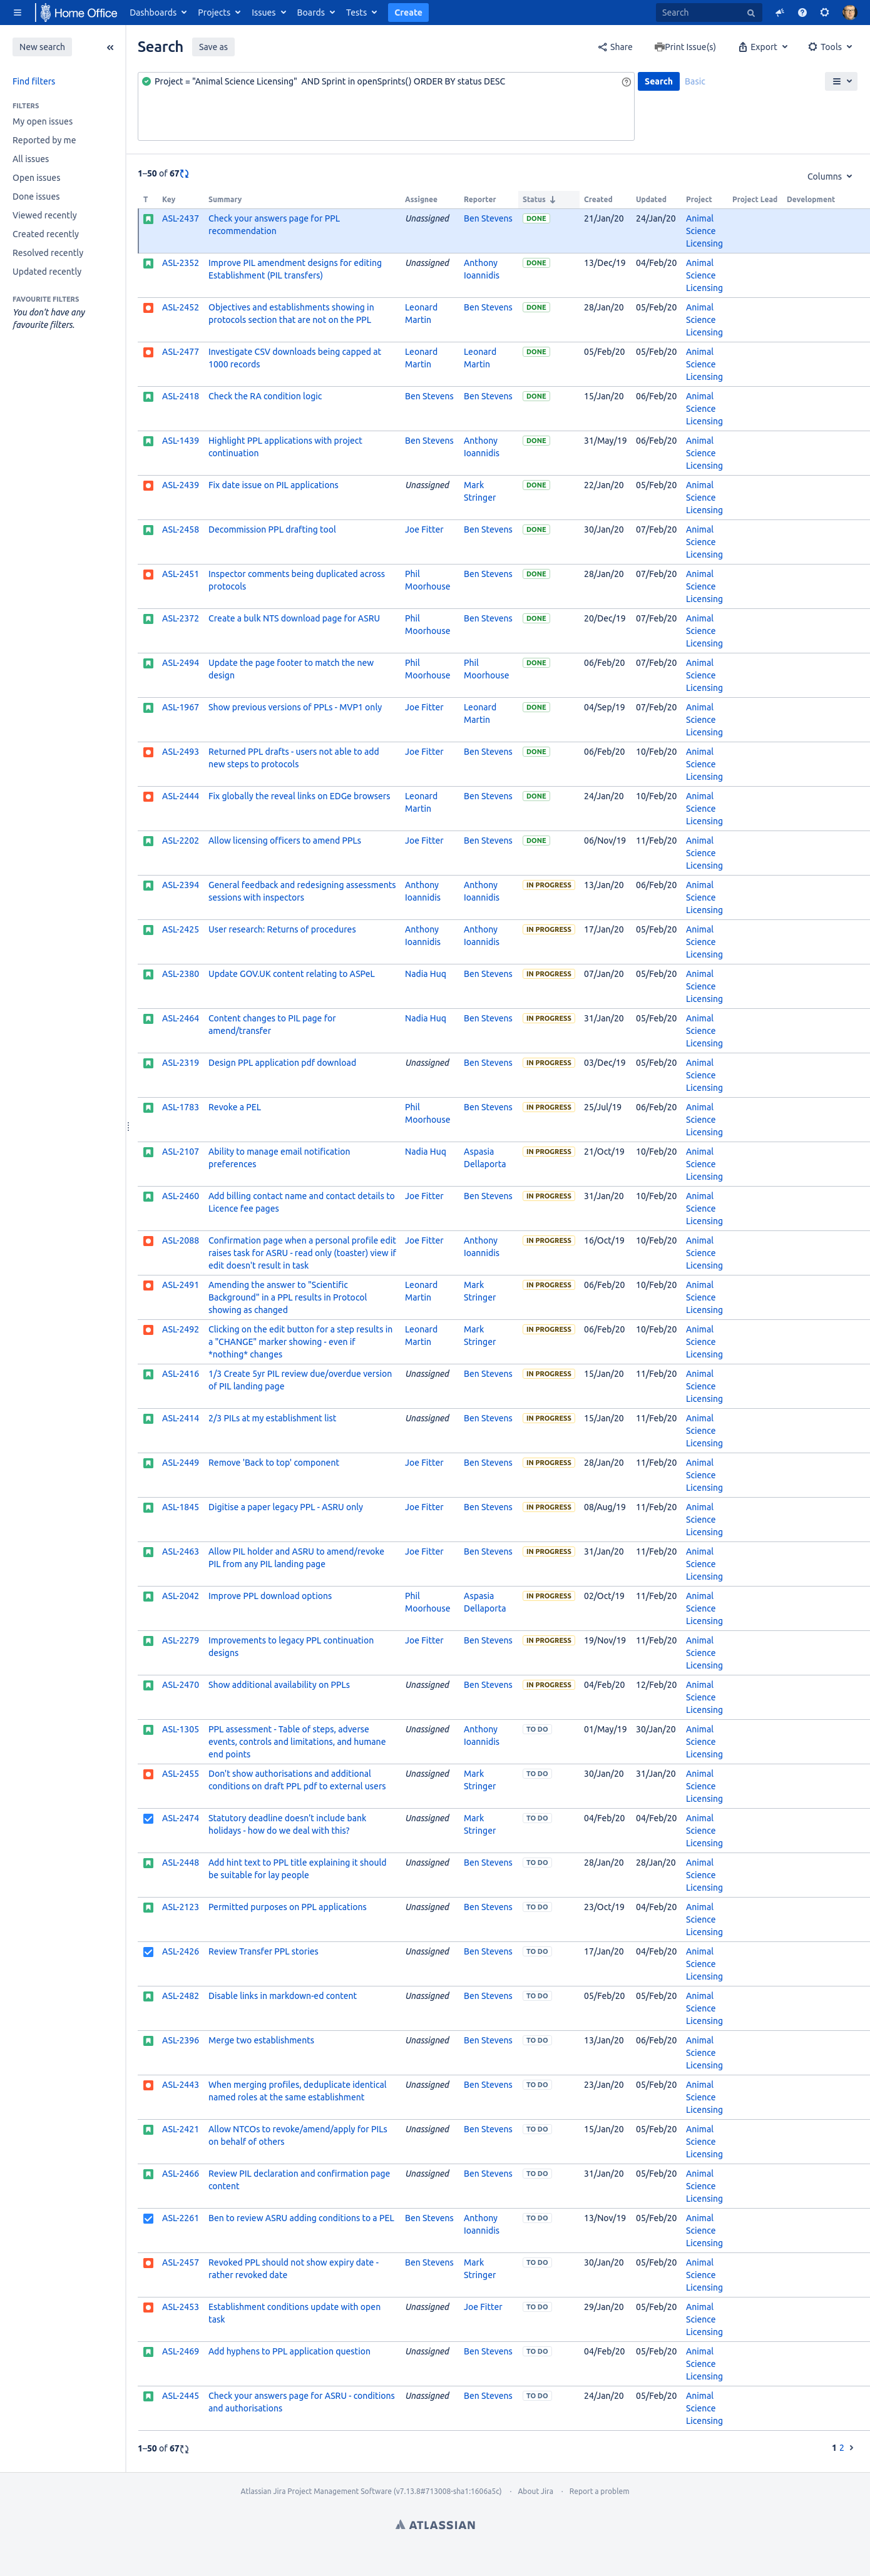 Home Office Dashboards Projects Issues Boards Tests Create Search
New search
Find filters
FILTERS
My open issues
Reported by me
All issues
Open issues
Done issues
Viewed recently
Created recently
Resolved recently
Updated recently
FAVOURITE FILTERS
You don't have any
favourite filters.
Search Save as Share Print Issue(s) Export Tools
Project = "Animal Science Licensing"  AND Sprint in openSprints() ORDER BY status DESC Search Basic
1–50 of 67
Columns
T Key Summary Assignee Reporter Status Created Updated Project Project Lead Development
ASL-2437 Check your answers page for PPL Unassigned Ben Stevens DONE 21/Jan/20 24/Jan/20 Animal
recommendation Science
Licensing
ASL-2352 Improve PIL amendment designs for editing Unassigned Anthony DONE 13/Dec/19 04/Feb/20 Animal
Establishment (PIL transfers) Ioannidis Science
Licensing
ASL-2452 Objectives and establishments showing in Leonard Ben Stevens DONE 28/Jan/20 05/Feb/20 Animal
protocols section that are not on the PPL Martin Science
Licensing
ASL-2477 Investigate CSV downloads being capped at Leonard Leonard DONE 05/Feb/20 05/Feb/20 Animal
1000 records Martin Martin Science
Licensing
ASL-2418 Check the RA condition logic Ben Stevens Ben Stevens DONE 15/Jan/20 06/Feb/20 Animal
Science
Licensing
ASL-1439 Highlight PPL applications with project Ben Stevens Anthony DONE 31/May/19 06/Feb/20 Animal
continuation Ioannidis Science
Licensing
ASL-2439 Fix date issue on PIL applications Unassigned Mark DONE 22/Jan/20 05/Feb/20 Animal
Stringer Science
Licensing
ASL-2458 Decommission PPL drafting tool Joe Fitter Ben Stevens DONE 30/Jan/20 07/Feb/20 Animal
Science
Licensing
ASL-2451 Inspector comments being duplicated across Phil Ben Stevens DONE 28/Jan/20 07/Feb/20 Animal
protocols Moorhouse Science
Licensing
ASL-2372 Create a bulk NTS download page for ASRU Phil Ben Stevens DONE 20/Dec/19 07/Feb/20 Animal
Moorhouse Science
Licensing
ASL-2494 Update the page footer to match the new Phil Phil DONE 06/Feb/20 07/Feb/20 Animal
design Moorhouse Moorhouse Science
Licensing
ASL-1967 Show previous versions of PPLs - MVP1 only Joe Fitter Leonard DONE 04/Sep/19 07/Feb/20 Animal
Martin Science
Licensing
ASL-2493 Returned PPL drafts - users not able to add Joe Fitter Ben Stevens DONE 06/Feb/20 10/Feb/20 Animal
new steps to protocols Science
Licensing
ASL-2444 Fix globally the reveal links on EDGe browsers Leonard Ben Stevens DONE 24/Jan/20 10/Feb/20 Animal
Martin Science
Licensing
ASL-2202 Allow licensing officers to amend PPLs Joe Fitter Ben Stevens DONE 06/Nov/19 11/Feb/20 Animal
Science
Licensing
ASL-2394 General feedback and redesigning assessments Anthony Anthony IN PROGRESS 13/Jan/20 06/Feb/20 Animal
sessions with inspectors Ioannidis Ioannidis Science
Licensing
ASL-2425 User research: Returns of procedures Anthony Anthony IN PROGRESS 17/Jan/20 05/Feb/20 Animal
Ioannidis Ioannidis Science
Licensing
ASL-2380 Update GOV.UK content relating to ASPeL Nadia Huq Ben Stevens IN PROGRESS 07/Jan/20 05/Feb/20 Animal
Science
Licensing
ASL-2464 Content changes to PIL page for Nadia Huq Ben Stevens IN PROGRESS 31/Jan/20 05/Feb/20 Animal
amend/transfer Science
Licensing
ASL-2319 Design PPL application pdf download Unassigned Ben Stevens IN PROGRESS 03/Dec/19 05/Feb/20 Animal
Science
Licensing
ASL-1783 Revoke a PEL Phil Ben Stevens IN PROGRESS 25/Jul/19 06/Feb/20 Animal
Moorhouse Science
Licensing
ASL-2107 Ability to manage email notification Nadia Huq Aspasia IN PROGRESS 21/Oct/19 10/Feb/20 Animal
preferences Dellaporta Science
Licensing
ASL-2460 Add billing contact name and contact details to Joe Fitter Ben Stevens IN PROGRESS 31/Jan/20 10/Feb/20 Animal
Licence fee pages Science
Licensing
ASL-2088 Confirmation page when a personal profile edit Joe Fitter Anthony IN PROGRESS 16/Oct/19 10/Feb/20 Animal
raises task for ASRU - read only (toaster) view if Ioannidis Science
edit doesn't result in task Licensing
ASL-2491 Amending the answer to "Scientific Leonard Mark IN PROGRESS 06/Feb/20 10/Feb/20 Animal
Background" in a PPL results in Protocol Martin Stringer Science
showing as changed Licensing
ASL-2492 Clicking on the edit button for a step results in Leonard Mark IN PROGRESS 06/Feb/20 10/Feb/20 Animal
a "CHANGE" marker showing - even if Martin Stringer Science
*nothing* changes Licensing
ASL-2416 1/3 Create 5yr PIL review due/overdue version Unassigned Ben Stevens IN PROGRESS 15/Jan/20 11/Feb/20 Animal
of PIL landing page Science
Licensing
ASL-2414 2/3 PILs at my establishment list Unassigned Ben Stevens IN PROGRESS 15/Jan/20 11/Feb/20 Animal
Science
Licensing
ASL-2449 Remove 'Back to top' component Joe Fitter Ben Stevens IN PROGRESS 28/Jan/20 11/Feb/20 Animal
Science
Licensing
ASL-1845 Digitise a paper legacy PPL - ASRU only Joe Fitter Ben Stevens IN PROGRESS 08/Aug/19 11/Feb/20 Animal
Science
Licensing
ASL-2463 Allow PIL holder and ASRU to amend/revoke Joe Fitter Ben Stevens IN PROGRESS 31/Jan/20 11/Feb/20 Animal
PIL from any PIL landing page Science
Licensing
ASL-2042 Improve PPL download options Phil Aspasia IN PROGRESS 02/Oct/19 11/Feb/20 Animal
Moorhouse Dellaporta Science
Licensing
ASL-2279 Improvements to legacy PPL continuation Joe Fitter Ben Stevens IN PROGRESS 19/Nov/19 11/Feb/20 Animal
designs Science
Licensing
ASL-2470 Show additional availability on PPLs Unassigned Ben Stevens IN PROGRESS 04/Feb/20 12/Feb/20 Animal
Science
Licensing
ASL-1305 PPL assessment - Table of steps, adverse Unassigned Anthony TO DO 01/May/19 30/Jan/20 Animal
events, controls and limitations, and humane Ioannidis Science
end points Licensing
ASL-2455 Don't show authorisations and additional Unassigned Mark TO DO 30/Jan/20 31/Jan/20 Animal
conditions on draft PPL pdf to external users Stringer Science
Licensing
ASL-2474 Statutory deadline doesn't include bank Unassigned Mark TO DO 04/Feb/20 04/Feb/20 Animal
holidays - how do we deal with this? Stringer Science
Licensing
ASL-2448 Add hint text to PPL title explaining it should Unassigned Ben Stevens TO DO 28/Jan/20 28/Jan/20 Animal
be suitable for lay people Science
Licensing
ASL-2123 Permitted purposes on PPL applications Unassigned Ben Stevens TO DO 23/Oct/19 04/Feb/20 Animal
Science
Licensing
ASL-2426 Review Transfer PPL stories Unassigned Ben Stevens TO DO 17/Jan/20 04/Feb/20 Animal
Science
Licensing
ASL-2482 Disable links in markdown-ed content Unassigned Ben Stevens TO DO 05/Feb/20 05/Feb/20 Animal
Science
Licensing
ASL-2396 Merge two establishments Unassigned Ben Stevens TO DO 13/Jan/20 06/Feb/20 Animal
Science
Licensing
ASL-2443 When merging profiles, deduplicate identical Unassigned Ben Stevens TO DO 23/Jan/20 05/Feb/20 Animal
named roles at the same establishment Science
Licensing
ASL-2421 Allow NTCOs to revoke/amend/apply for PILs Unassigned Ben Stevens TO DO 15/Jan/20 05/Feb/20 Animal
on behalf of others Science
Licensing
ASL-2466 Review PIL declaration and confirmation page Unassigned Ben Stevens TO DO 31/Jan/20 05/Feb/20 Animal
content Science
Licensing
ASL-2261 Ben to review ASRU adding conditions to a PEL Ben Stevens Anthony TO DO 13/Nov/19 05/Feb/20 Animal
Ioannidis Science
Licensing
ASL-2457 Revoked PPL should not show expiry date - Ben Stevens Mark TO DO 30/Jan/20 05/Feb/20 Animal
rather revoked date Stringer Science
Licensing
ASL-2453 Establishment conditions update with open Unassigned Joe Fitter TO DO 29/Jan/20 05/Feb/20 Animal
task Science
Licensing
ASL-2469 Add hyphens to PPL application question Unassigned Ben Stevens TO DO 04/Feb/20 05/Feb/20 Animal
Science
Licensing
ASL-2445 Check your answers page for ASRU - conditions Unassigned Ben Stevens TO DO 24/Jan/20 05/Feb/20 Animal
and authorisations Science
Licensing
1–50 of 67 1 2
Atlassian Jira Project Management Software (v7.13.8#713008-sha1:1606a5c) · About Jira · Report a problem
ATLASSIAN